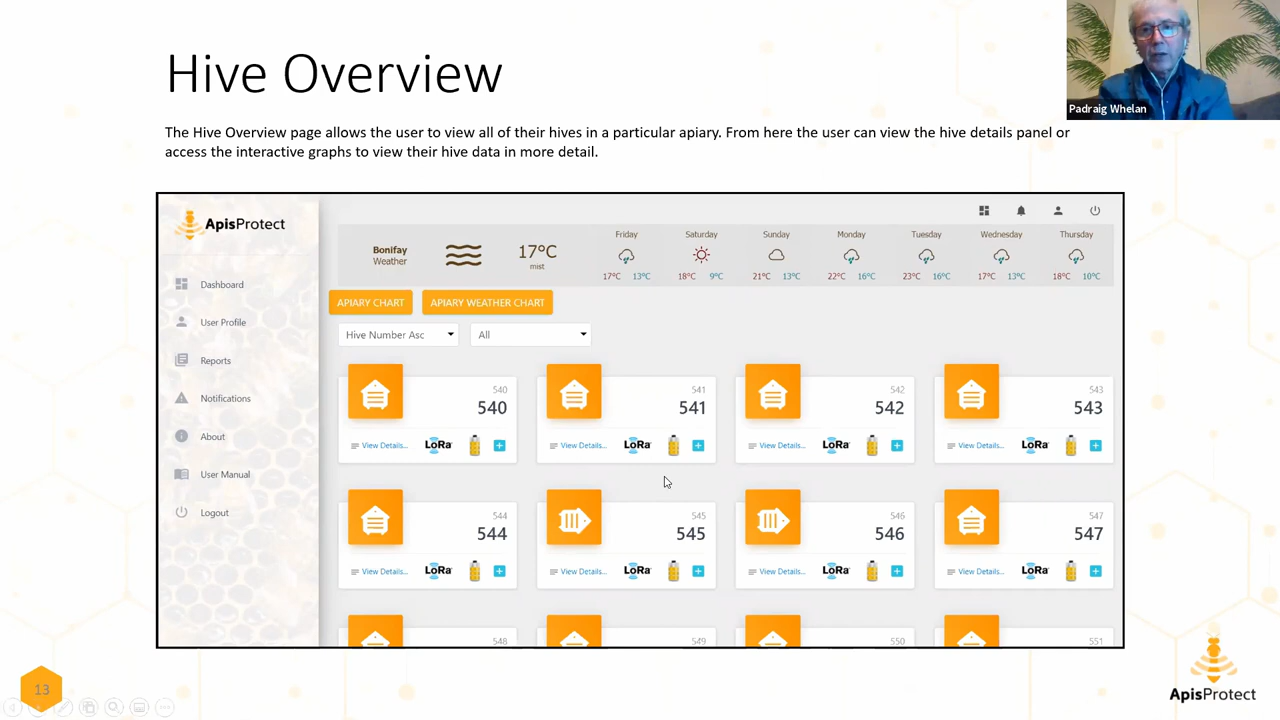 Hive Overview
Padraig Whelan
The Hive Overview page allows the user to view all of their hives in a particular apiary. From here the user can view the hive details panel or
access the interactive graphs to view their hive data in more detail.
ApisProtect
Dashboard
User Profile
Reports
Notifications
About
User Manual
Logout
Bonifay
Weather
17°C
mist
Friday
17°C 13°C
Saturday
18°C 9°C
Sunday
21°C 13°C
Monday
22°C 16°C
Tuesday
23°C 16°C
Wednesday
17°C 13°C
Thursday
18°C 10°C
APIARY CHART
APIARY WEATHER CHART
Hive Number Asc
All
540
540
View Details...
LoRa
541
541
View Details...
LoRa
542
542
View Details...
LoRa
543
543
View Details...
LoRa
544
544
View Details...
LoRa
545
545
View Details...
LoRa
546
546
View Details...
LoRa
547
547
View Details...
LoRa
548
549
550
551
13
ApisProtect